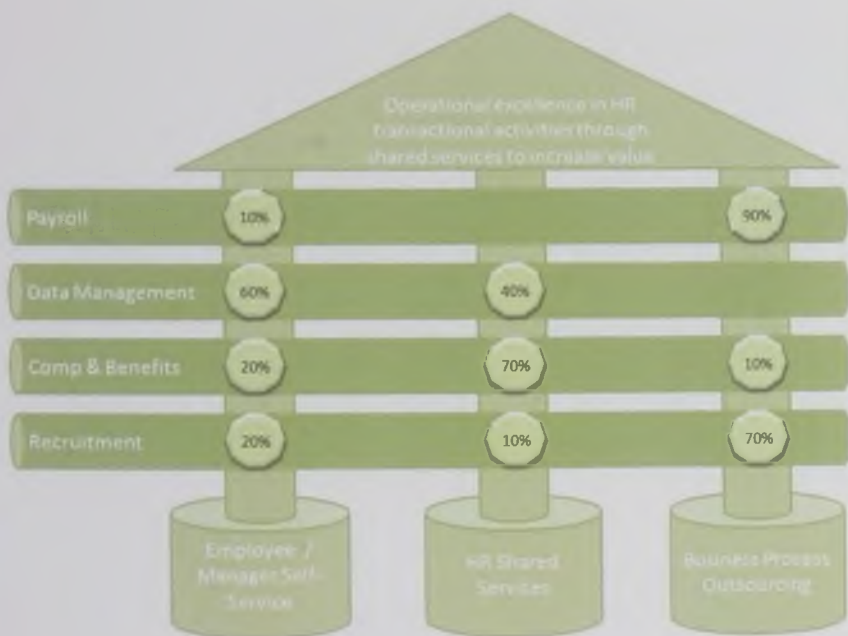 Operational excellence in HR
transactional activities through
shared services to increase value
Payroll 10% 90%
Data Management 60% 40%
Comp & Benefits 20% 70% 10%
Recruitment 20% 10% 70%
Employee /
Manager Self-
Service
HR Shared
Services
Business Process
Outsourcing